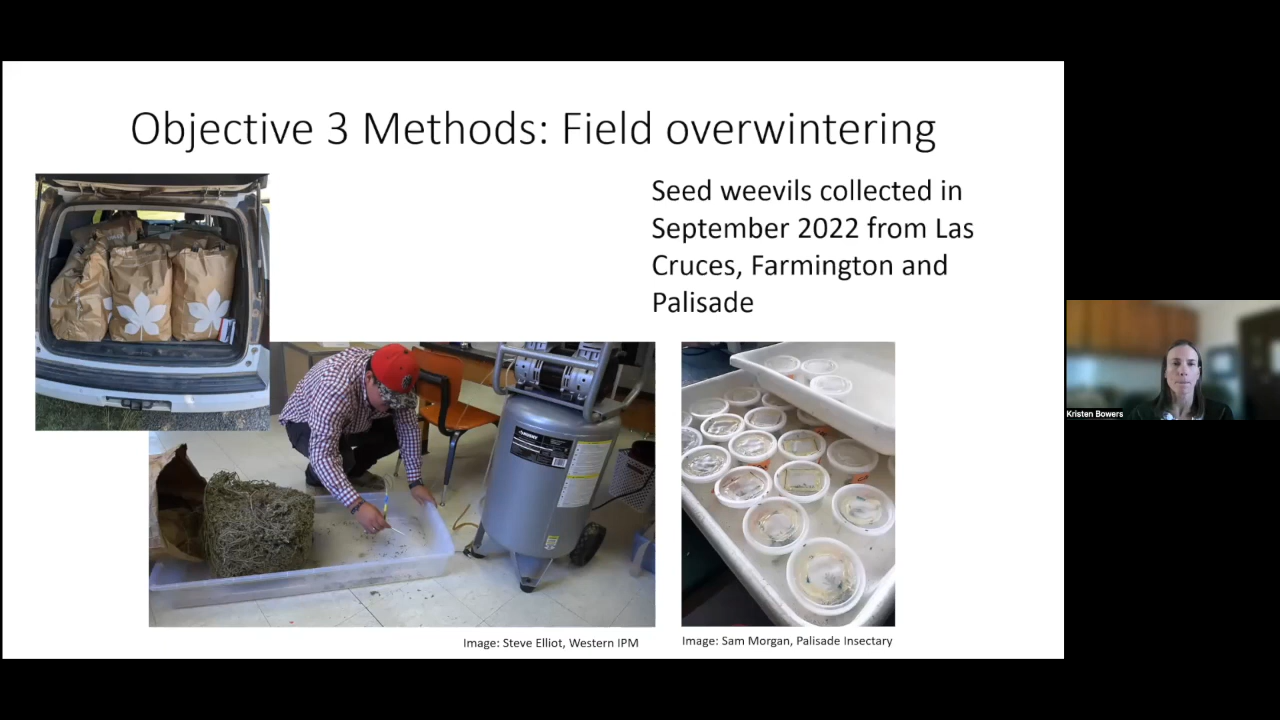 Objective 3 Methods: Field overwintering
Seed weevils collected in
September 2022 from Las
Cruces, Farmington and
Palisade
Image: Steve Elliot, Western IPM
Image: Sam Morgan, Palisade Insectary
Kristen Bowers